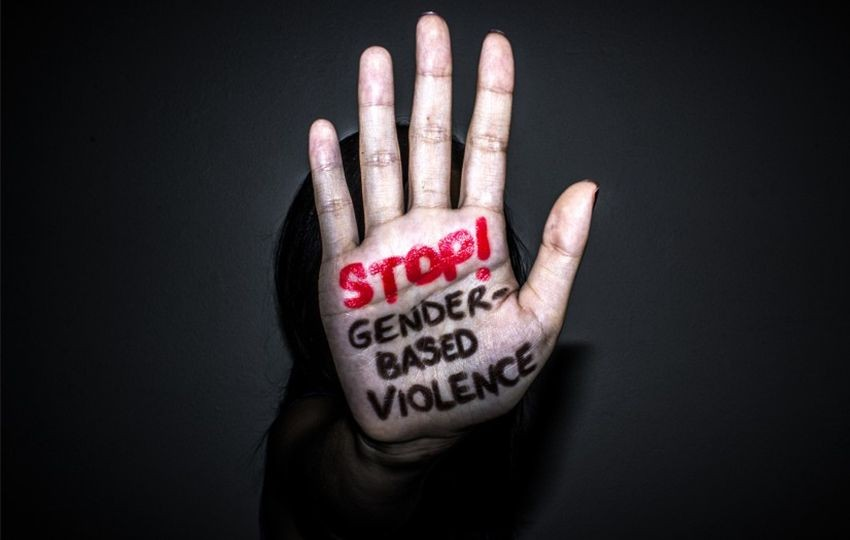 STOP!
GENDER-
BASED
VIOLENCE